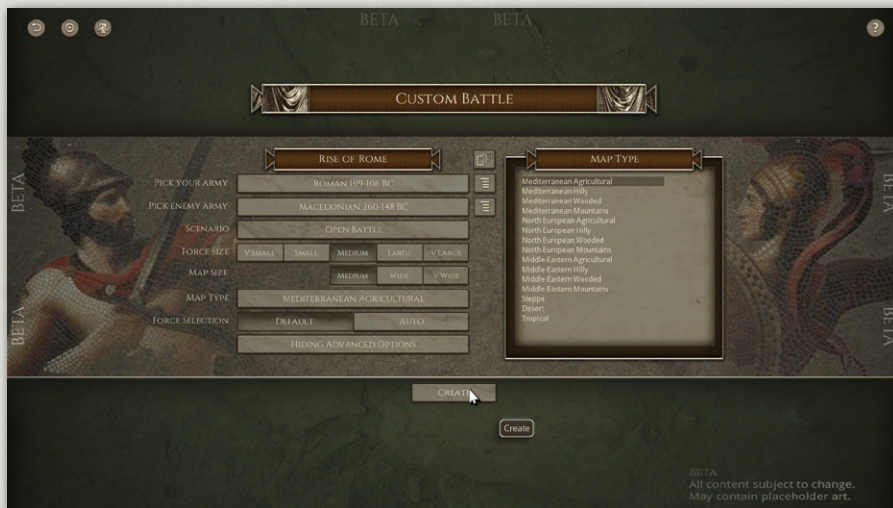 BETA BETA
?
CUSTOM BATTLE
RISE OF ROME
PICK YOUR ARMY ROMAN 199-106 BC
PICK ENEMY ARMY MACEDONIAN 260-148 BC
SCENARIO OPEN BATTLE
FORCE SIZE V.SMALL SMALL MEDIUM LARGE V.LARGE
MAP SIZE MEDIUM WIDE V.WIDE
MAP TYPE MEDITERRANEAN AGRICULTURAL
FORCE SELECTION DEFAULT AUTO
HIDING ADVANCED OPTIONS
MAP TYPE
Mediterranean Agricultural
Mediterranean Hilly
Mediterranean Wooded
Mediterranean Mountains
North European Agricultural
North European Hilly
North European Wooded
North European Mountains
Middle-Eastern Agricultural
Middle-Eastern Hilly
Middle-Eastern Wooded
Middle-Eastern Mountains
Steppe
Desert
Tropical
BETA
BETA
BETA
BETA
CREATE
Create
BETA
All content subject to change.
May contain placeholder art.